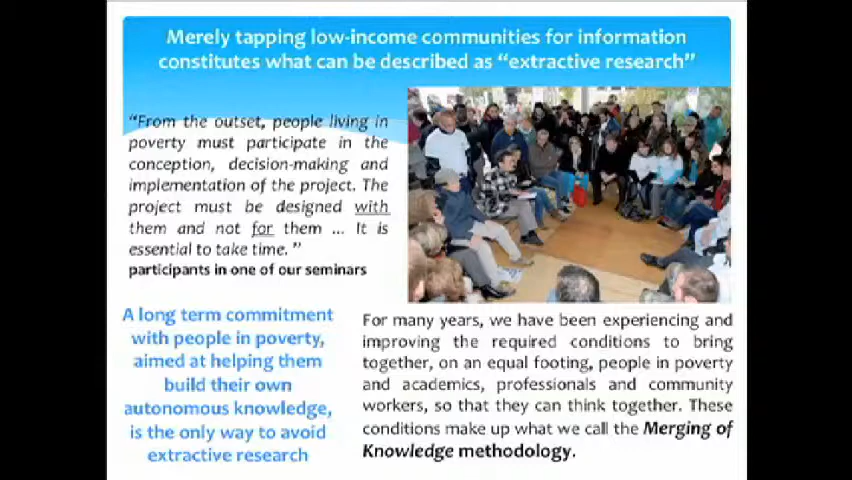 Merely tapping low-income communities for information
constitutes what can be described as “extractive research”
“From the outset, people living in
poverty must participate in the
conception, decision-making and
implementation of the project. The
project must be designed with
them and not for them ... It is
essential to take time. ”
participants in one of our seminars
A long term commitment
with people in poverty,
aimed at helping them
build their own
autonomous knowledge,
is the only way to avoid
extractive research
For many years, we have been experiencing and
improving the required conditions to bring
together, on an equal footing, people in poverty
and academics, professionals and community
workers, so that they can think together. These
conditions make up what we call the Merging of
Knowledge methodology.